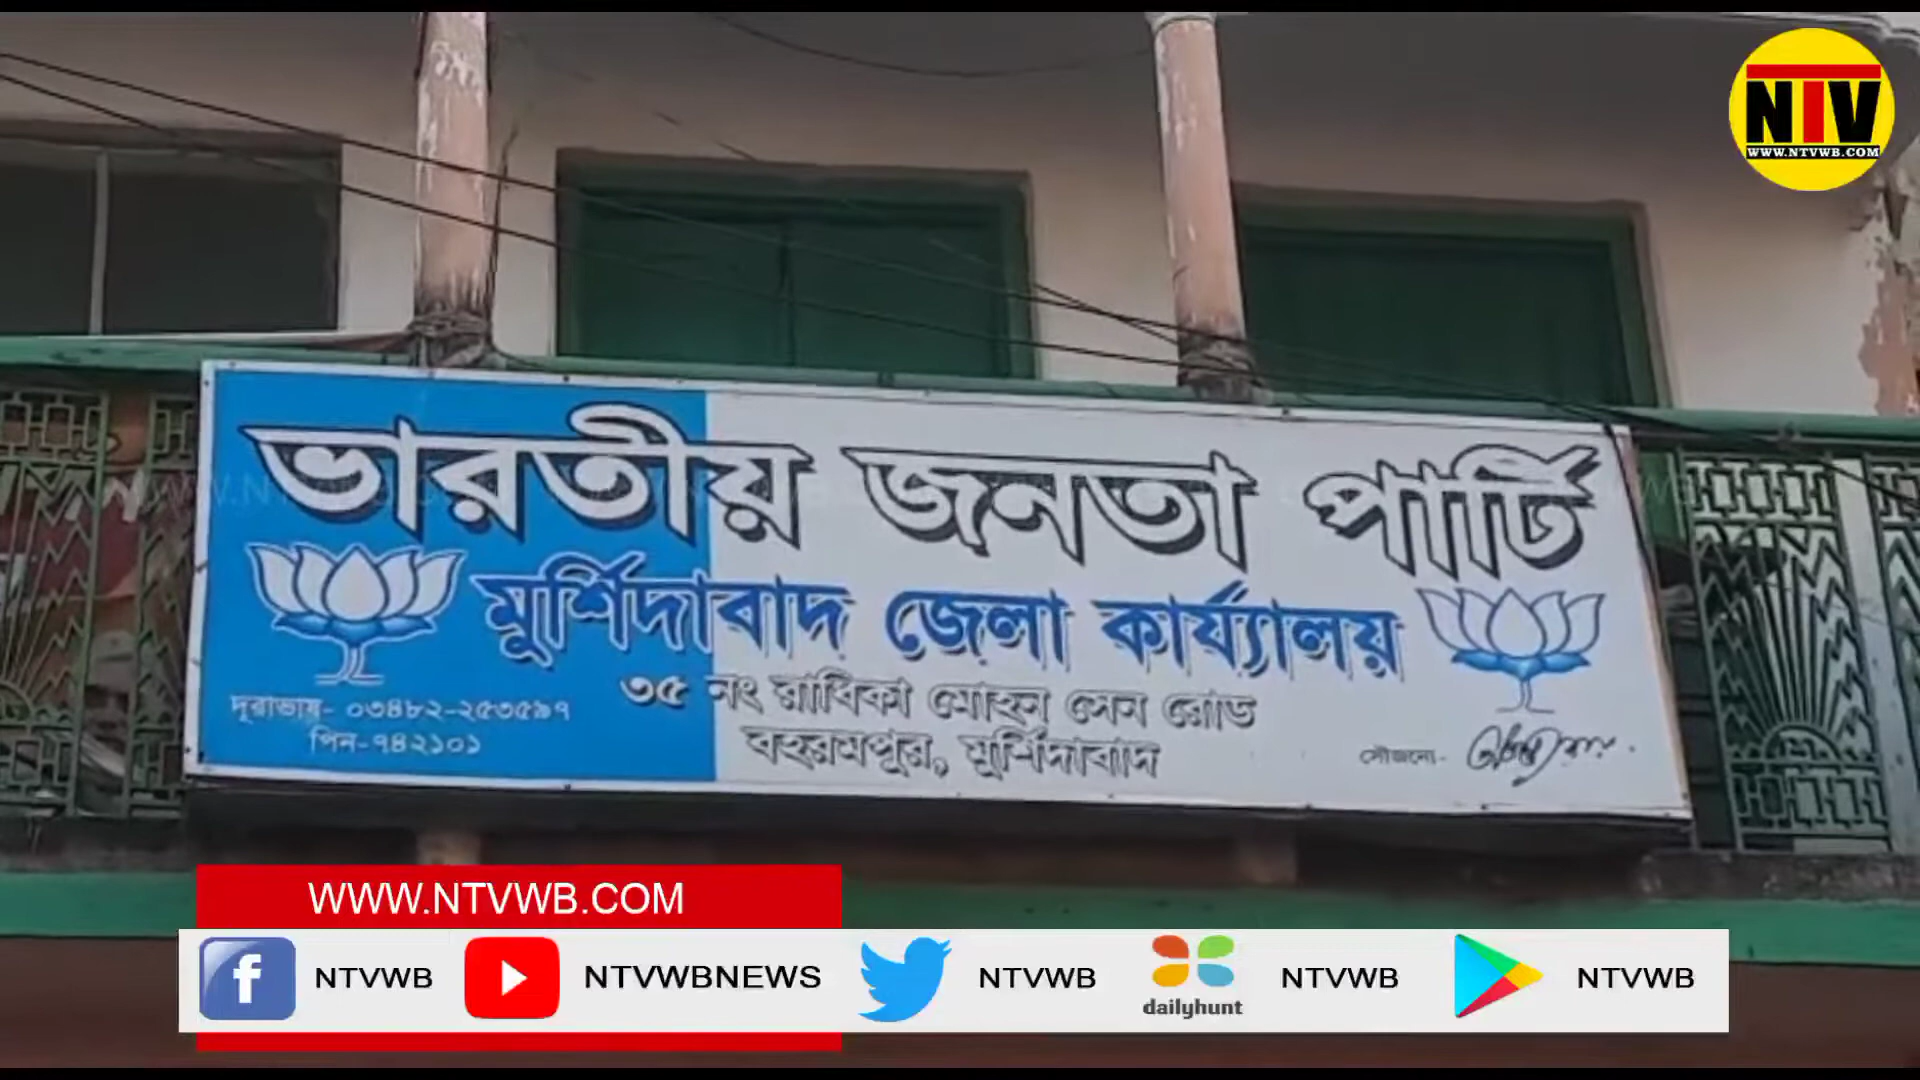 NTV
WWW.NTVWB.COM
ভারতীয় জনতা পার্টি
মুর্শিদাবাদ জেলা কার্য্যালয়
৩৫ নং রাধিকা মোহন সেন রোড
বহরমপুর, মুর্শিদাবাদ
দূরাভাষ- ০৩৪৮২-২৫৩৫৯৭
পিন-৭৪২১০১
সৌজন্যে-
WWW.NTVWB.COM
NTVWB NTVWBNEWS NTVWB dailyhunt NTVWB NTVWB